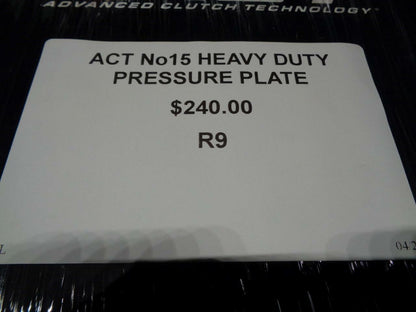 ADVANCED CLUTCH TECHNOLOGY
ACT No15 HEAVY DUTY
PRESSURE PLATE
$240.00
R9